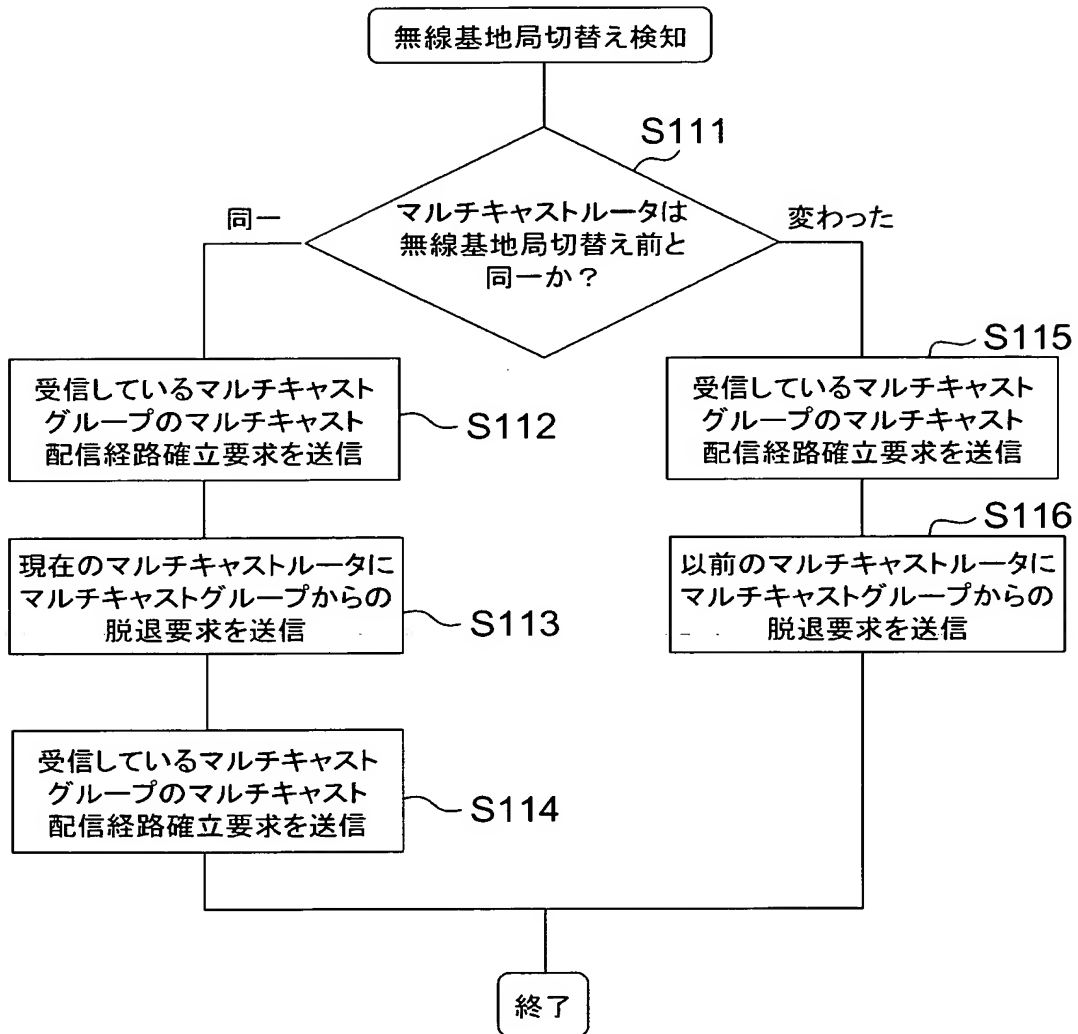 無線基地局切替え検知
S111
マルチキャストルータは
無線基地局切替え前と
同一か？
同一
変わった
受信しているマルチキャスト
グループのマルチキャスト
配信経路確立要求を送信
S112
現在のマルチキャストルータに
マルチキャストグループからの
脱退要求を送信
S113
受信しているマルチキャスト
グループのマルチキャスト
配信経路確立要求を送信
S114
S115
受信しているマルチキャスト
グループのマルチキャスト
配信経路確立要求を送信
S116
以前のマルチキャストルータに
マルチキャストグループからの
脱退要求を送信
終了